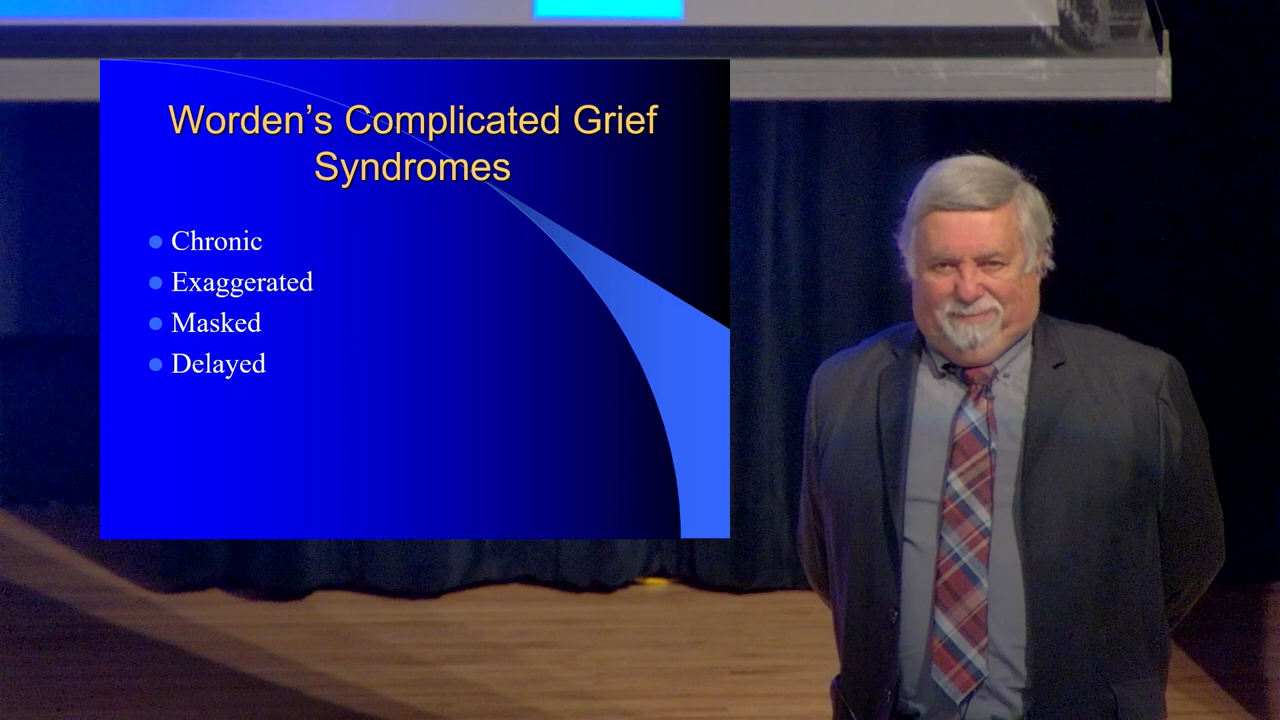 Worden’s Complicated Grief
Syndromes
Chronic
Exaggerated
Masked
Delayed